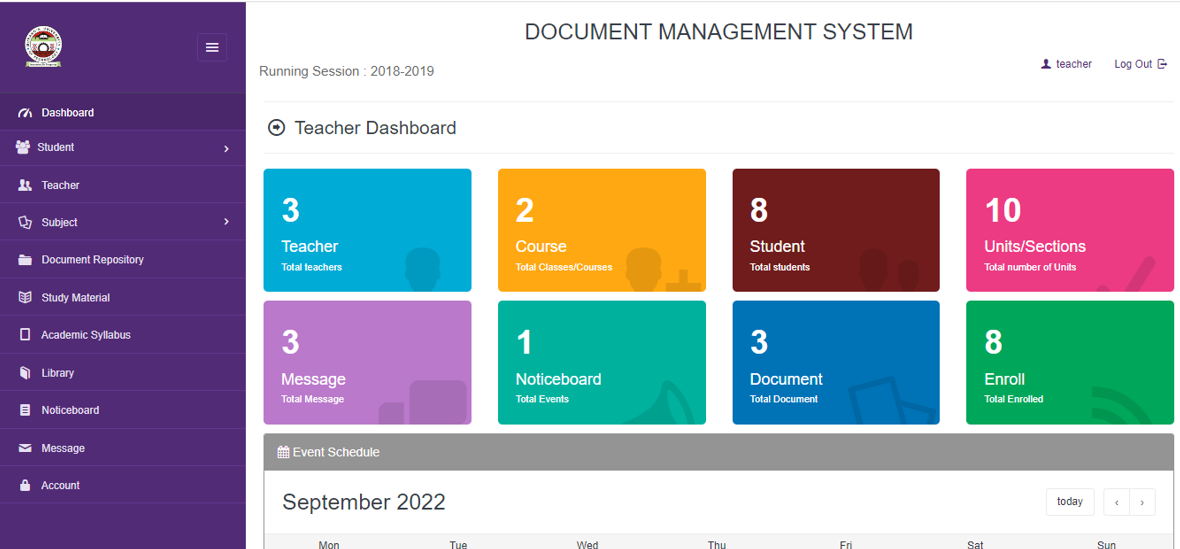 DOCUMENT MANAGEMENT SYSTEM
Running Session : 2018-2019
teacher
Log Out
Dashboard
Student
Teacher
Subject
Document Repository
Study Material
Academic Syllabus
Library
Noticeboard
Message
Account
Teacher Dashboard
3
Teacher
Total teachers
2
Course
Total Classes/Courses
8
Student
Total students
10
Units/Sections
Total number of Units
3
Message
Total Message
1
Noticeboard
Total Events
3
Document
Total Document
8
Enroll
Total Enrolled
Event Schedule
September 2022
today
Mon Tue Wed Thu Fri Sat Sun